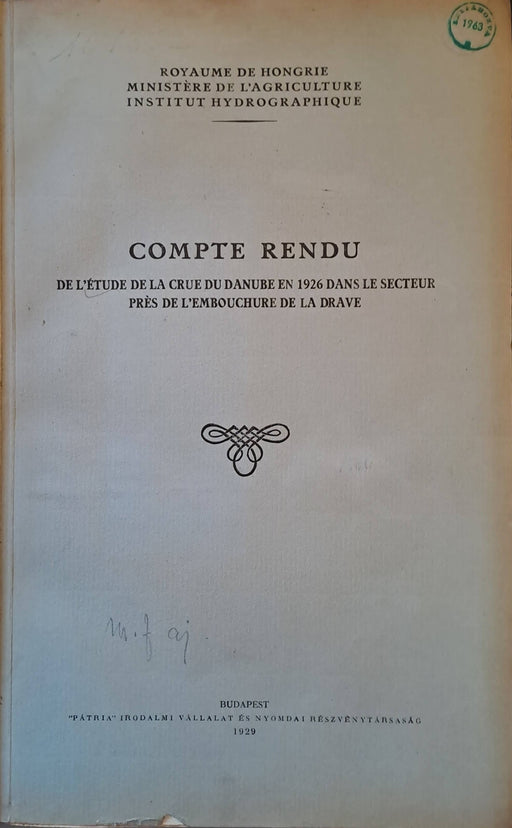 1963
ROYAUME DE HONGRIE
MINISTÈRE DE L'AGRICULTURE
INSTITUT HYDROGRAPHIQUE
COMPTE RENDU
DE L'ÉTUDE DE LA CRUE DU DANUBE EN 1926 DANS LE SECTEUR
PRÈS DE L'EMBOUCHURE DE LA DRAVE
BUDAPEST
"PÁTRIA" IRODALMI VÁLLALAT ÉS NYOMDAI RÉSZVÉNYTÁRSASÁG
1929